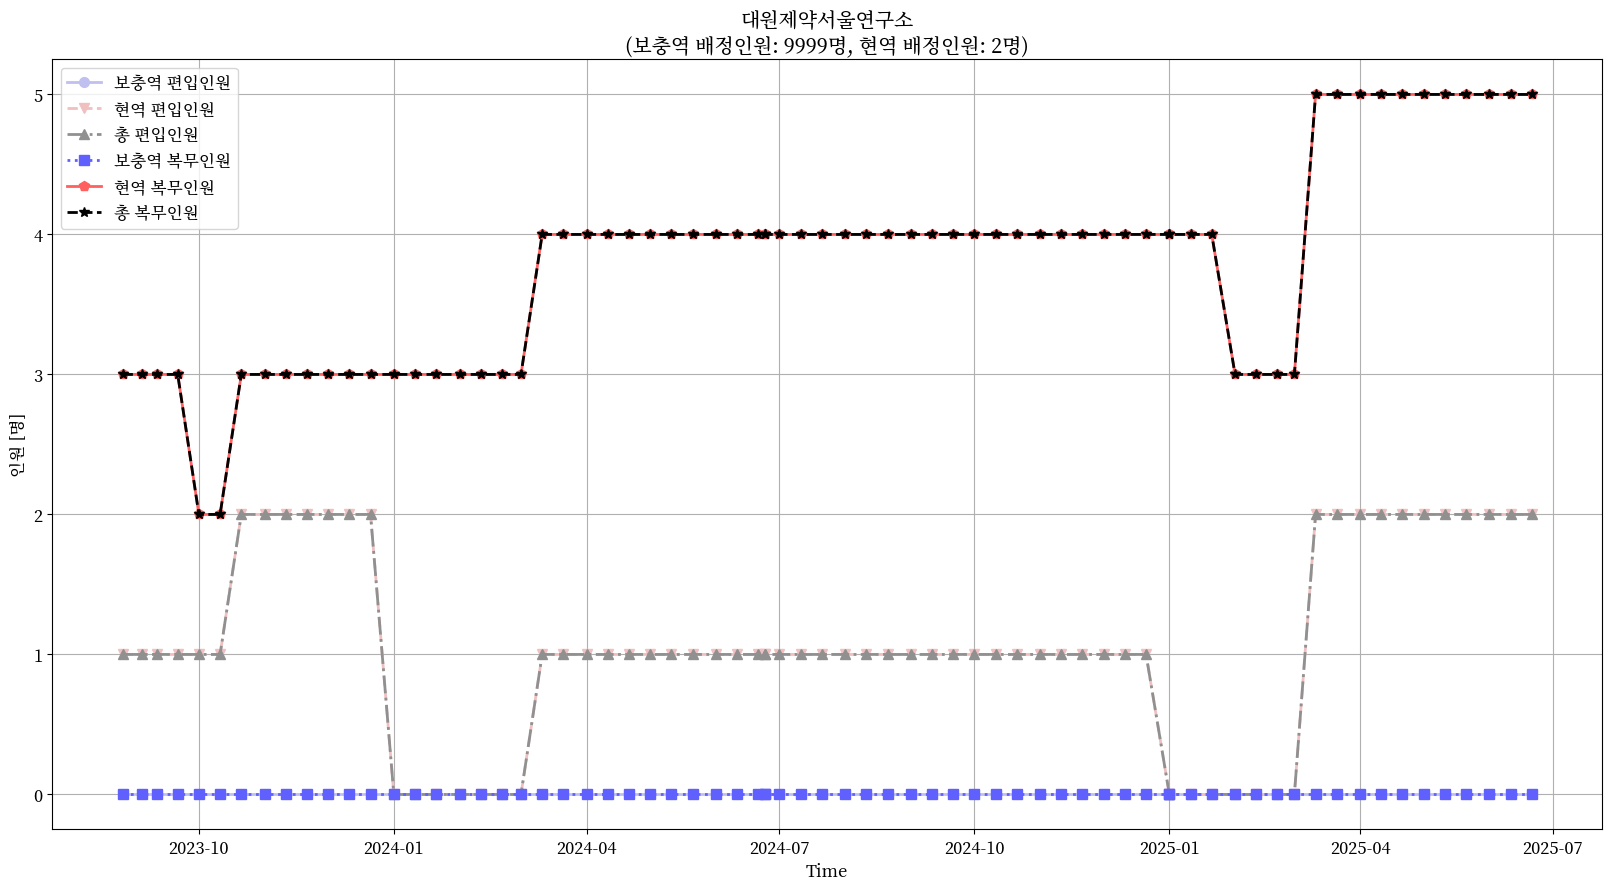 대원제약서울연구소
(보충역 배정인원: 9999명, 현역 배정인원: 2명)
보충역 편입인원
현역 편입인원
총 편입인원
보충역 복무인원
현역 복무인원
총 복무인원
인원 [명]
5
4
3
2
1
0
2023-10
2024-01
2024-04
2024-07
2024-10
2025-01
2025-04
2025-07
Time